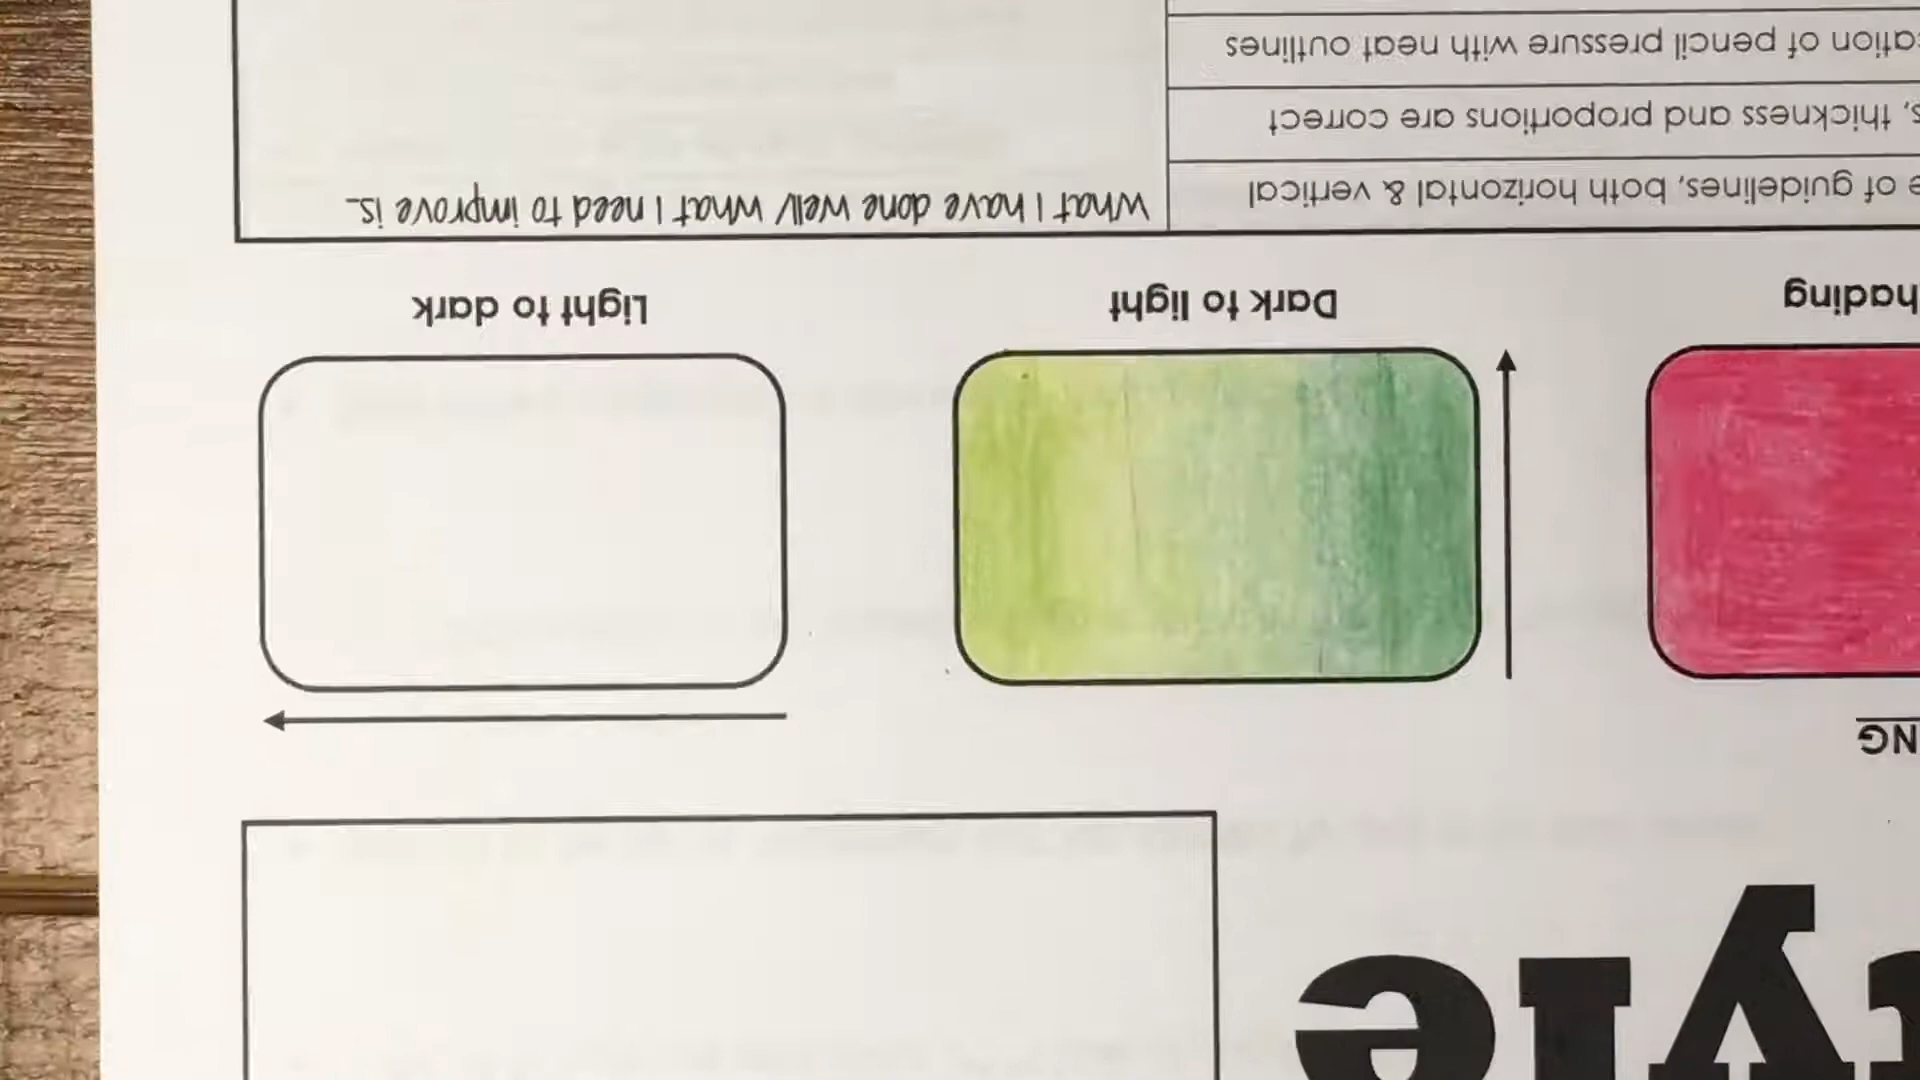 tyle
NG
hading
Dark to light
Light to dark
e of guidelines, both horizontal & vertical
What I have done well/ what I need to improve is...
s, thickness and proportions are correct
ation of pencil pressure with neat outlines